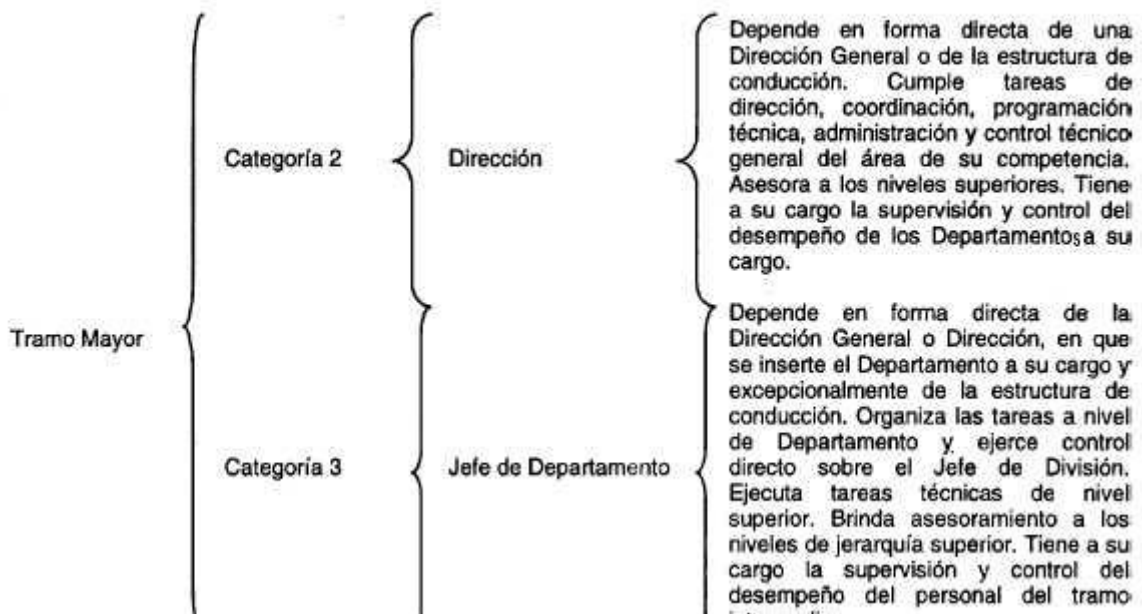 Depende en forma directa de una
Dirección General o de la estructura de
conducción. Cumple tareas de
dirección, coordinación, programación
técnica, administración y control técnico
Categoría 2
Dirección
general del área de su competencia.
Asesora a los niveles superiores. Tiene
a su cargo la supervisión y control del
desempeño de los Departamentos a su
cargo.
Tramo Mayor
Depende en forma directa de la
Dirección General o Dirección, en que
se inserte el Departamento a su cargo y
excepcionalmente de la estructura de
conducción. Organiza las tareas a nivel
de Departamento y ejerce control
Categoría 3
Jefe de Departamento
directo sobre el Jefe de División.
Ejecuta tareas técnicas de nivel
superior. Brinda asesoramiento a los
niveles de jerarquía superior. Tiene a su
cargo la supervisión y control del
desempeño del personal del tramo